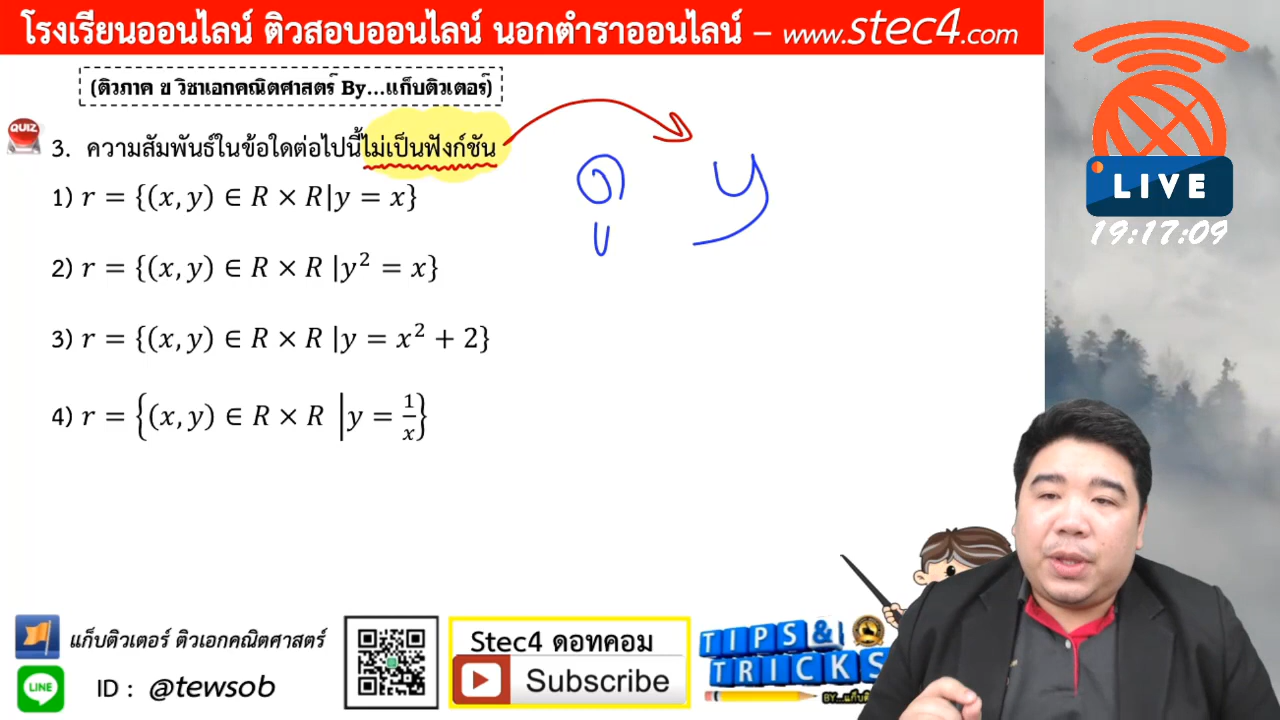 โรงเรียนออนไลน์ ติวสอบออนไลน์ นอกตำราออนไลน์ – www.stec4.com
(ติวภาค ข วิชาเอกคณิตศาสตร์ By...แก็บติวเตอร์)
QUIZ
3. ความสัมพันธ์ในข้อใดต่อไปนี้ไม่เป็นฟังก์ชัน
ดู y
1) r = {(x, y) ∈ R × R|y = x}
2) r = {(x, y) ∈ R × R |y² = x}
3) r = {(x, y) ∈ R × R |y = x² + 2}
4) r = {(x, y) ∈ R × R |y = 1/x}
LIVE
19:17:09
แก็บติวเตอร์ ติวเอกคณิตศาสตร์
LINE
ID : @tewsob
Stec4 ดอทคอม
Subscribe
TIPS &
TRICKS